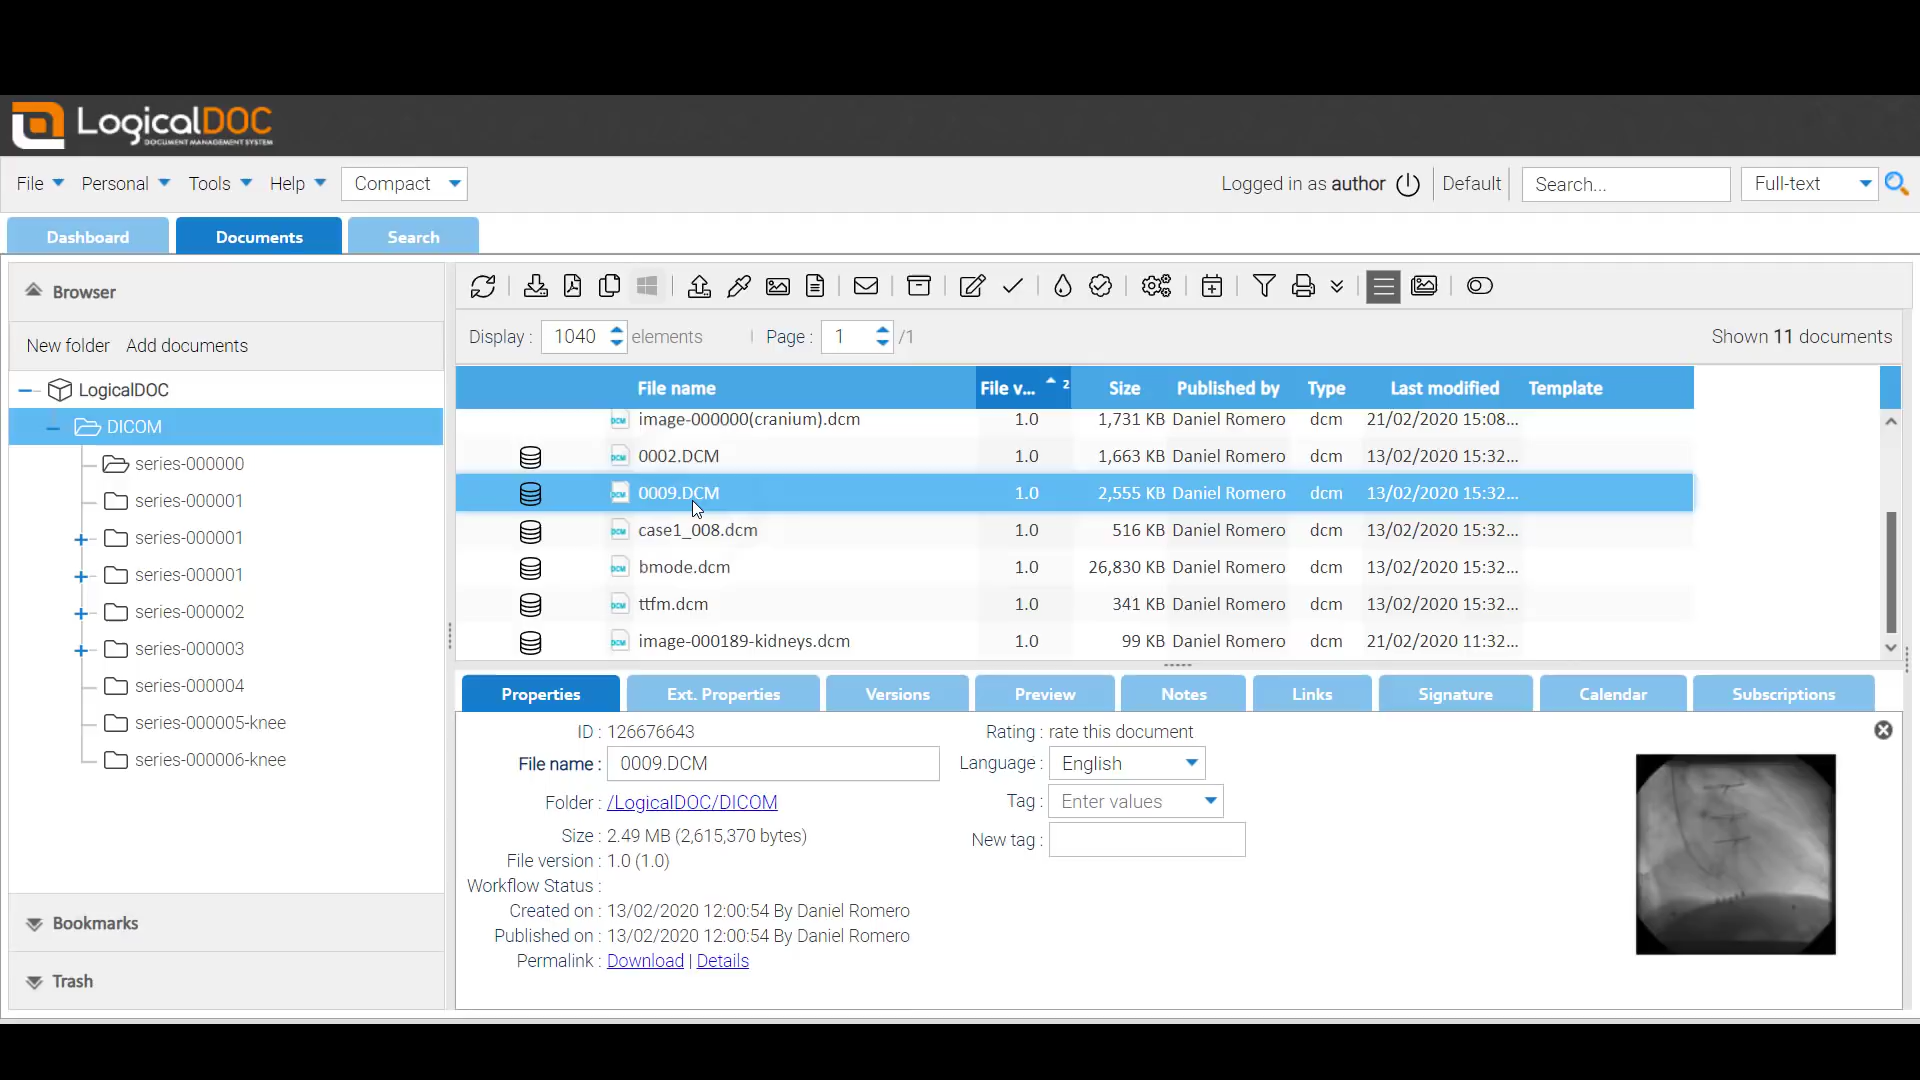 LogicalDOC
DOCUMENT MANAGEMENT SYSTEM
File Personal Tools Help Compact Logged in as author Default Search... Full-text
Dashboard Documents Search
Browser
New folder Add documents
LogicalDOC
DICOM
series-000000
series-000001
series-000001
series-000001
series-000002
series-000003
series-000004
series-000005-knee
series-000006-knee
Bookmarks
Trash
Display : 1040 elements Page : 1 /1 Shown 11 documents
File name File v... 2 Size Published by Type Last modified Template
image-000000(cranium).dcm 1.0 1,731 KB Daniel Romero dcm 21/02/2020 15:08...
0002.DCM 1.0 1,663 KB Daniel Romero dcm 13/02/2020 15:32...
0009.DCM 1.0 2,555 KB Daniel Romero dcm 13/02/2020 15:32...
case1_008.dcm 1.0 516 KB Daniel Romero dcm 13/02/2020 15:32...
bmode.dcm 1.0 26,830 KB Daniel Romero dcm 13/02/2020 15:32...
ttfm.dcm 1.0 341 KB Daniel Romero dcm 13/02/2020 15:32...
image-000189-kidneys.dcm 1.0 99 KB Daniel Romero dcm 21/02/2020 11:32...
Properties Ext. Properties Versions Preview Notes Links Signature Calendar Subscriptions
ID : 126676643
File name : 0009.DCM
Folder : /LogicalDOC/DICOM
Size : 2.49 MB (2,615,370 bytes)
File version : 1.0 (1.0)
Workflow Status :
Created on : 13/02/2020 12:00:54 By Daniel Romero
Published on : 13/02/2020 12:00:54 By Daniel Romero
Permalink : Download | Details
Rating : rate this document
Language : English
Tag : Enter values
New tag :